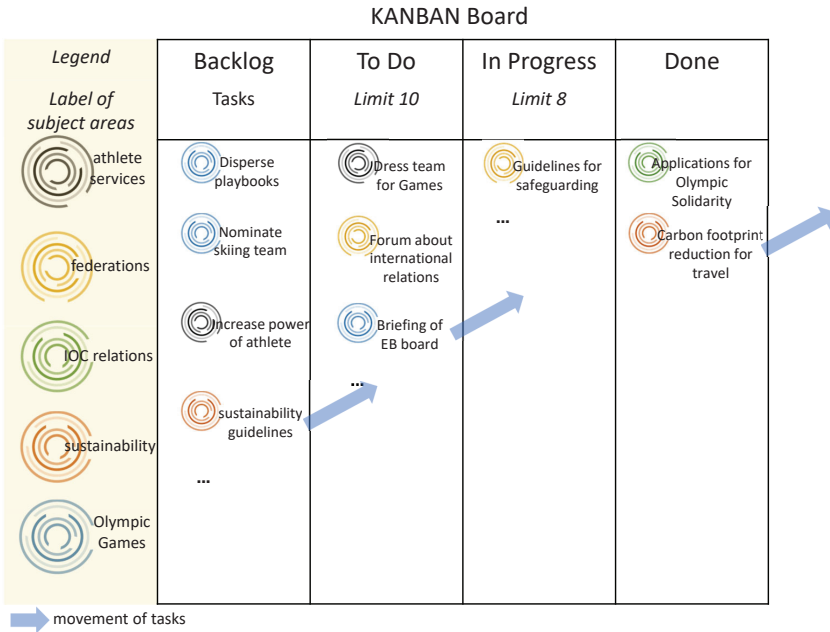 KANBAN Board
Legend
Label of
subject areas
athlete
services
federations
IOC relations
sustainability
Olympic
Games
Backlog
Tasks
Disperse
playbooks
Nominate
skiing team
Increase power
of athlete
sustainability
guidelines
...
To Do
Limit 10
Dress team
for Games
Forum about
international
relations
Briefing of
EB board
...
In Progress
Limit 8
Guidelines for
safeguarding
...
Done
Applications for
Olympic
Solidarity
Carbon footprint
reduction for
travel
movement of tasks